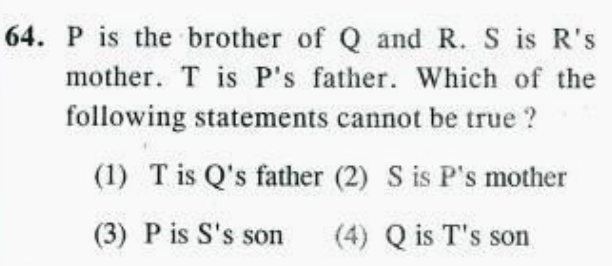 64. P is the brother of Q and R. S is R's
mother. T is P's father. Which of the
following statements cannot be true ?
(1) T is Q's father (2) S is P's mother
(3) P is S's son (4) Q is T's son